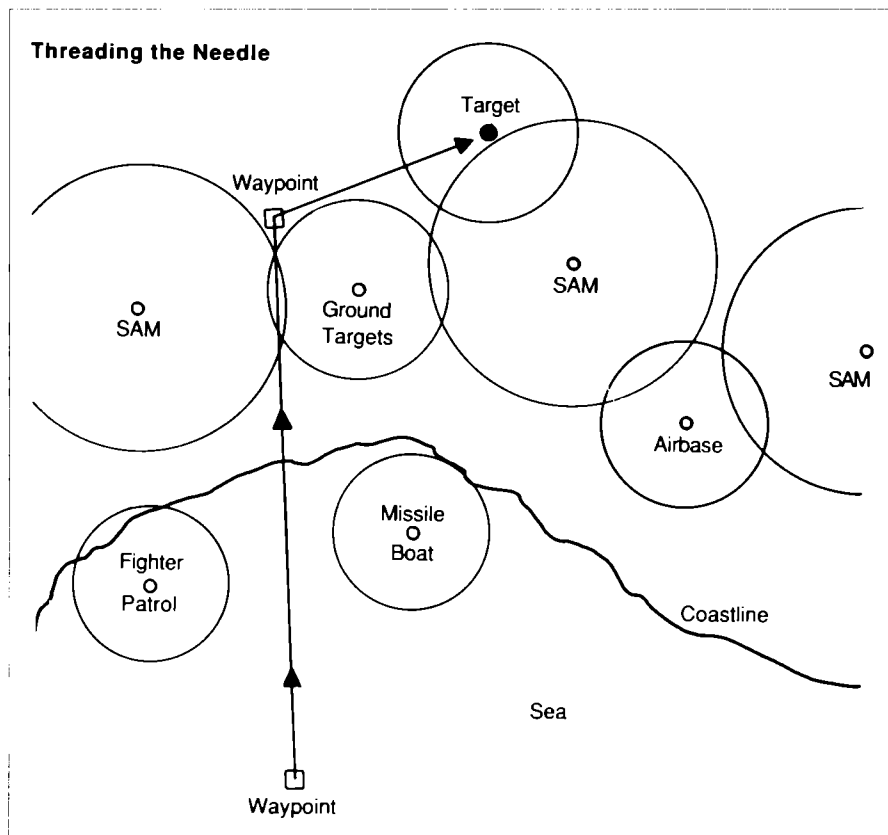 Threading the Needle
Target
Waypoint
SAM
Ground
Targets
SAM
SAM
Airbase
Missile
Boat
Fighter
Patrol
Coastline
Sea
Waypoint